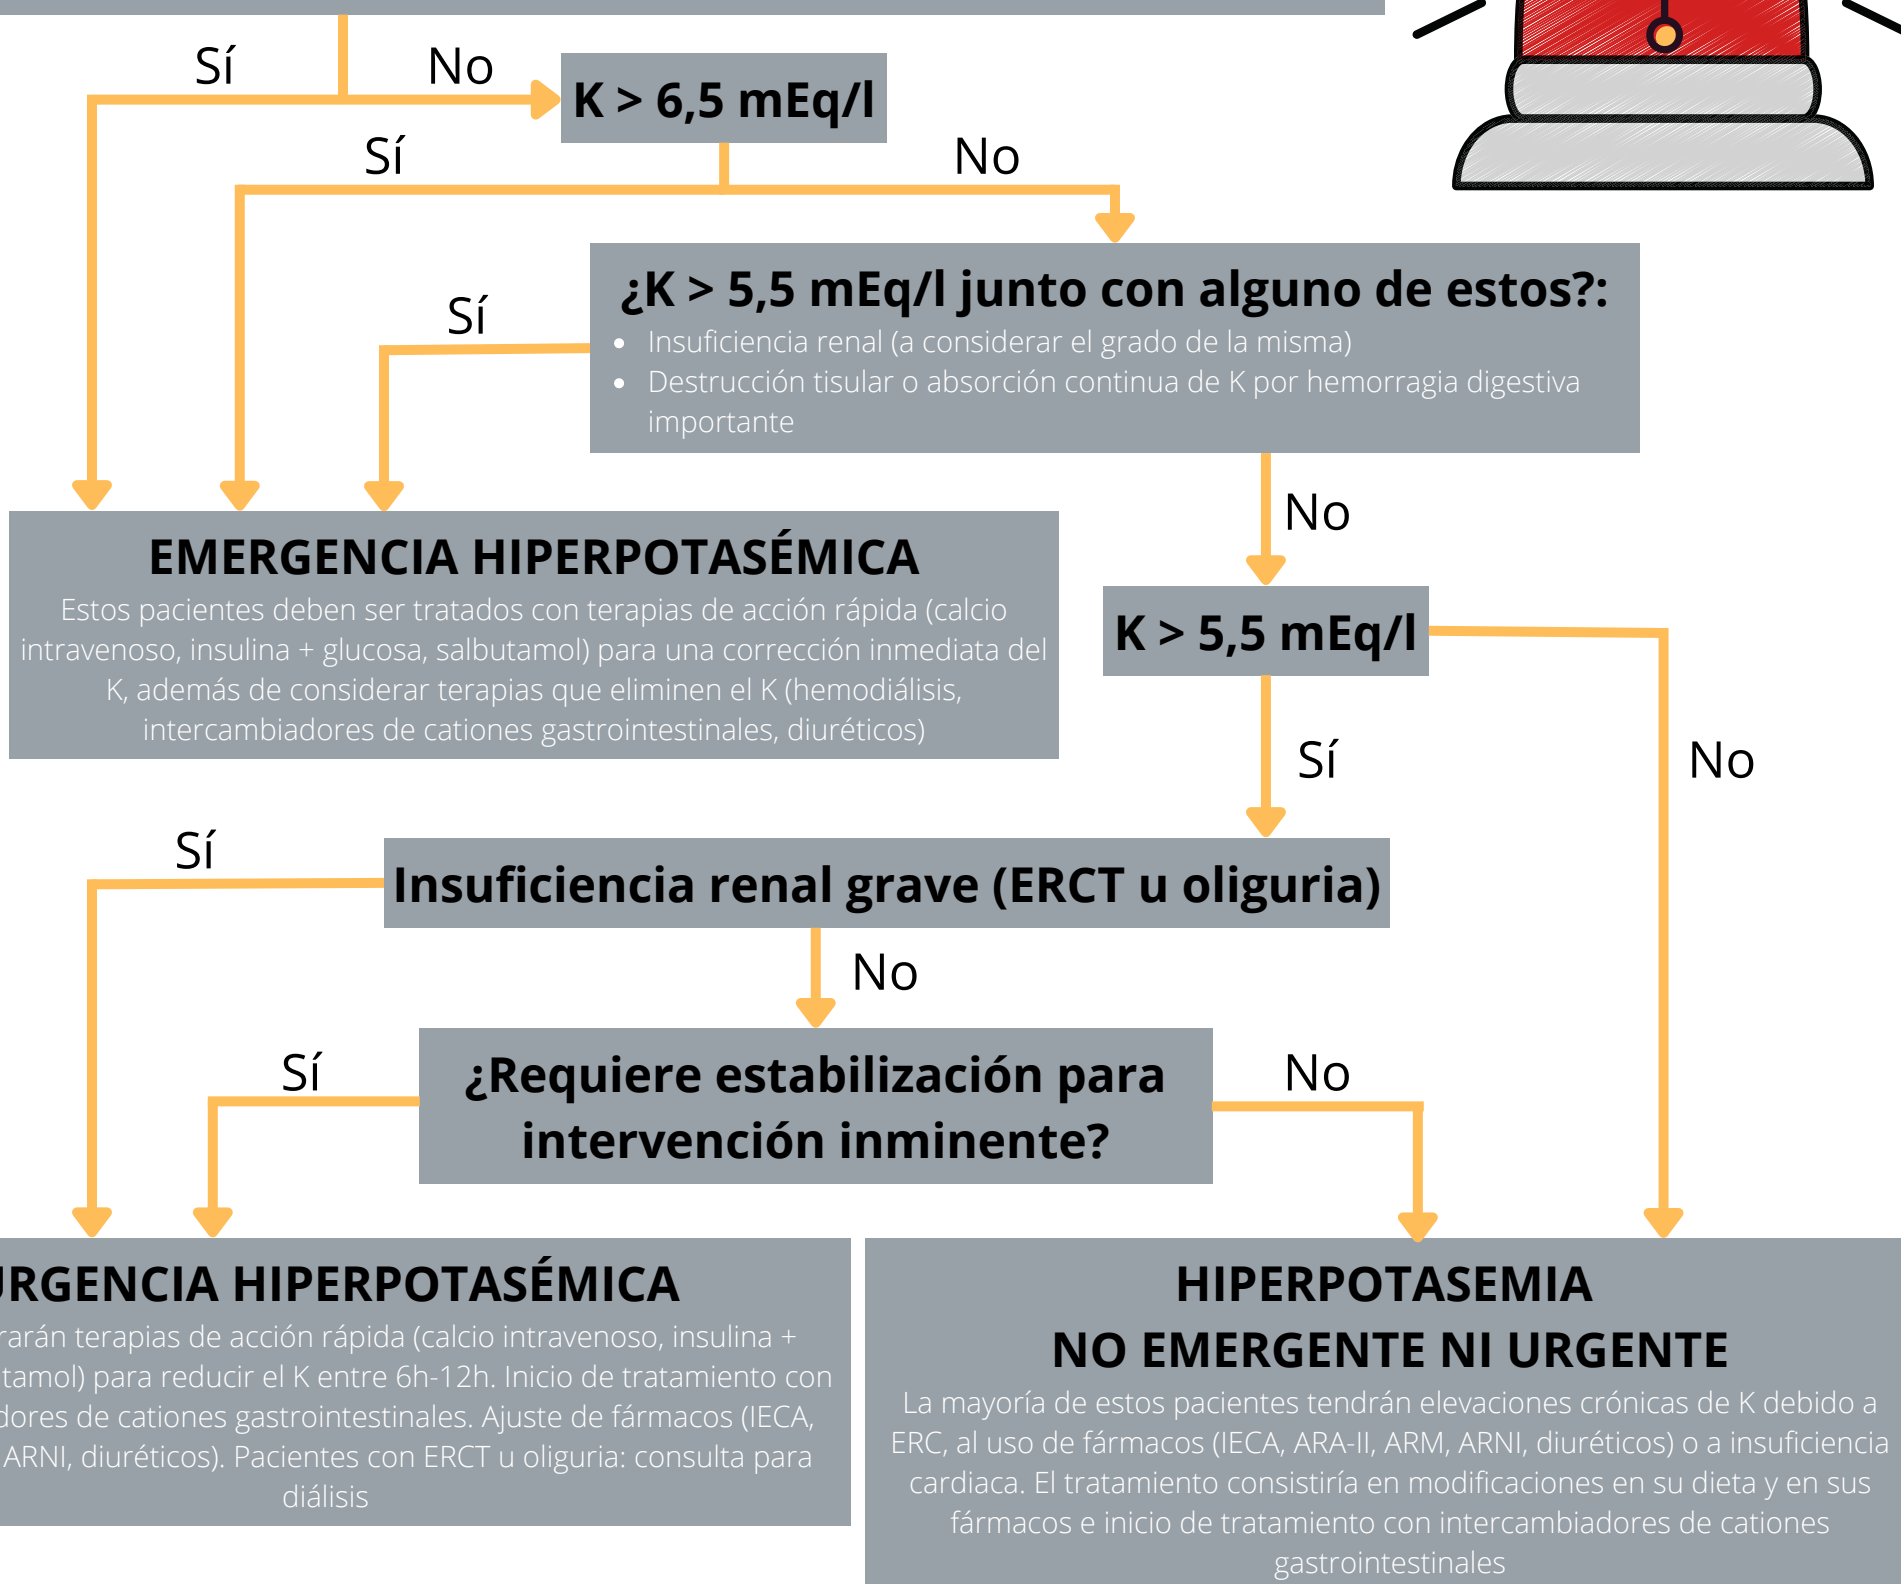 Sí
No
K > 6,5 mEq/l
Sí
No
¿K > 5,5 mEq/l junto con alguno de estos?:
• Insuficiencia renal (a considerar el grado de la misma)
• Destrucción tisular o absorción continua de K por hemorragia digestiva
importante
Sí
No
EMERGENCIA HIPERPOTASÉMICA
Estos pacientes deben ser tratados con terapias de acción rápida (calcio
intravenoso, insulina + glucosa, salbutamol) para una corrección inmediata del
K, además de considerar terapias que eliminen el K (hemodiálisis,
intercambiadores de cationes gastrointestinales, diuréticos)
K > 5,5 mEq/l
Sí
No
Insuficiencia renal grave (ERCT u oliguria)
Sí
No
¿Requiere estabilización para
intervención inminente?
Sí
No
HIPERPOTASÉMICA
terapias de acción rápida (calcio intravenoso, insulina +
para reducir el K entre 6h-12h. Inicio de tratamiento con
de cationes gastrointestinales. Ajuste de fármacos (IECA,
ARNI, diuréticos). Pacientes con ERCT u oliguria: consulta para
diálisis
HIPERPOTASEMIA
NO EMERGENTE NI URGENTE
La mayoría de estos pacientes tendrán elevaciones crónicas de K debido a
ERC, al uso de fármacos (IECA, ARA-II, ARM, ARNI, diuréticos) o a insuficiencia
cardiaca. El tratamiento consistiría en modificaciones en su dieta y en sus
fármacos e inicio de tratamiento con intercambiadores de cationes
gastrointestinales